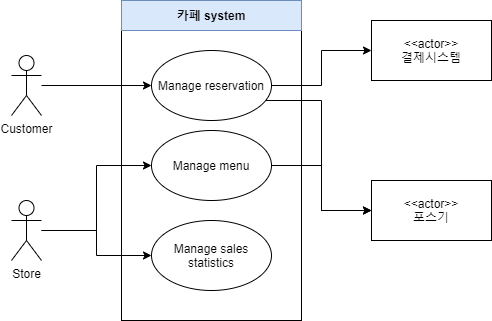 카페 system
Manage reservation
<<actor>>
결제시스템
Customer
Manage menu
<<actor>>
포스기
Manage sales
statistics
Store